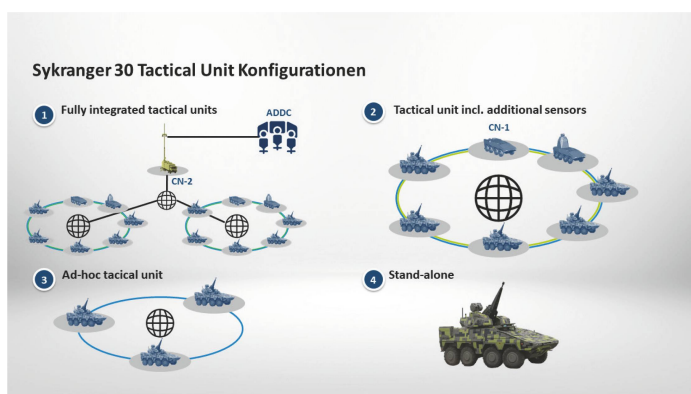 Sykranger 30 Tactical Unit Konfigurationen
1 Fully integrated tactical units
ADDC
CN-2
2 Tactical unit incl. additional sensors
CN-1
3 Ad-hoc tacical unit
4 Stand-alone